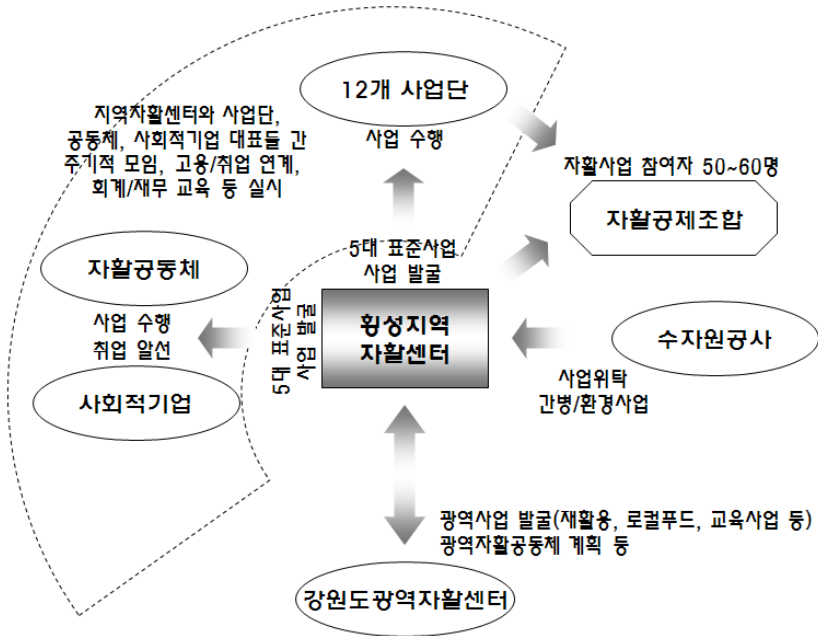 12개 사업단
사업 수행
지역자활센터와 사업단,
공동체, 사회적기업 대표들 간
주기적 모임, 고용/취업 연계,
회계/재무 교육 등 실시
자활사업 참여자 50~60명
자활공제조합
자활공동체
사업 수행
취업 알선
사회적기업
5대 표준사업
사업 발굴
5대 표준사업
사업 발굴
횡성지역
자활센터
수자원공사
사업위탁
간병/환경사업
광역사업 발굴(재활용, 로컬푸드, 교육사업 등)
광역자활공동체 계획 등
강원도광역자활센터